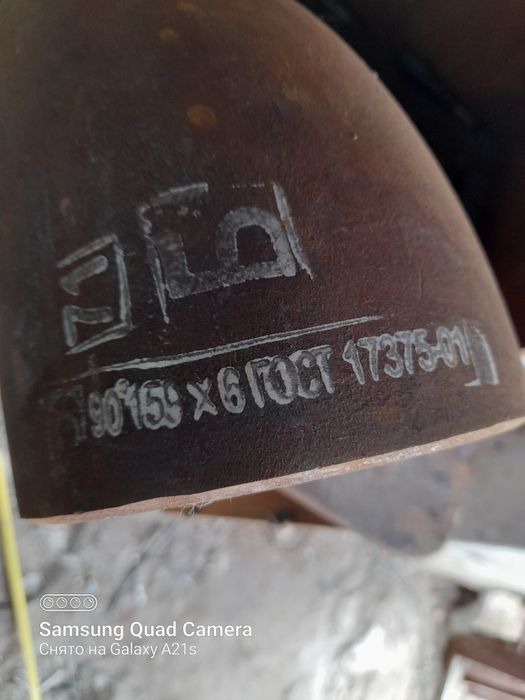 Б
90°159 х 6 ГОСТ 17375-01
Samsung Quad Camera
Снято на Galaxy A21s